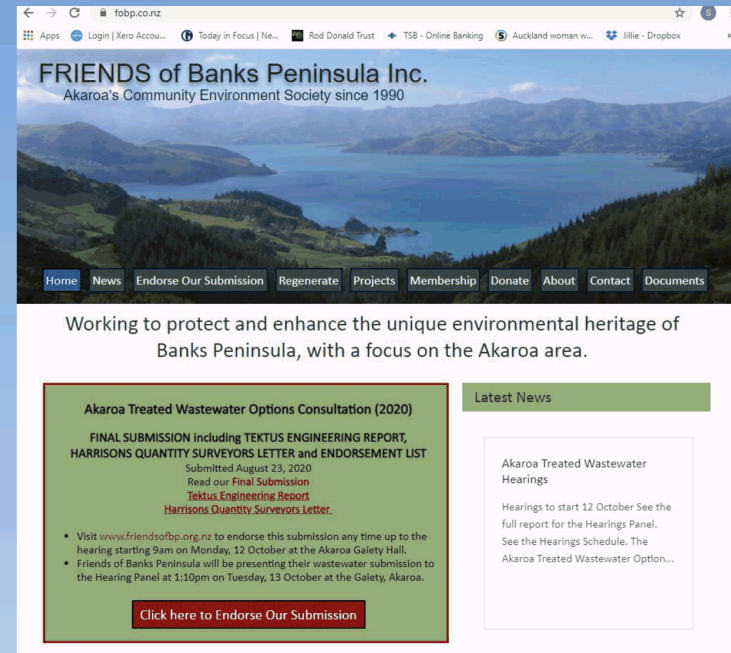 fobp.co.nz
S
Apps Login | Xero Accou... Today in Focus | Ne... Rod Donald Trust TSB - Online Banking Auckland woman w... Jillie - Dropbox
FRIENDS of Banks Peninsula Inc.
Akaroa's Community Environment Society since 1990
Home News Endorse Our Submission Regenerate Projects Membership Donate About Contact Documents
Working to protect and enhance the unique environmental heritage of
Banks Peninsula, with a focus on the Akaroa area.
Akaroa Treated Wastewater Options Consultation (2020)
FINAL SUBMISSION including TEKTUS ENGINEERING REPORT,
HARRISONS QUANTITY SURVEYORS LETTER and ENDORSEMENT LIST
Submitted August 23, 2020
Read our Final Submission
Tektus Engineering Report
Harrisons Quantity Surveyors Letter
• Visit www.friendsofbp.org.nz to endorse this submission any time up to the
hearing starting 9am on Monday, 12 October at the Akaroa Gaiety Hall.
• Friends of Banks Peninsula will be presenting their wastewater submission to
the Hearing Panel at 1:10pm on Tuesday, 13 October at the Gaiety, Akaroa.
Click here to Endorse Our Submission
Latest News
Akaroa Treated Wastewater
Hearings
Hearings to start 12 October See the
full report for the Hearings Panel.
See the Hearings Schedule. The
Akaroa Treated Wastewater Option...